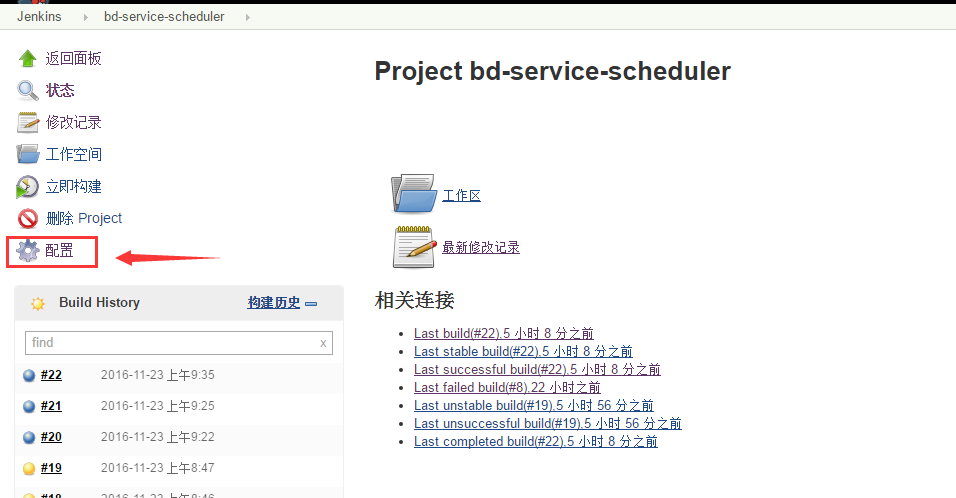 Jenkins bd-service-scheduler
返回面板
状态
修改记录
工作空间
立即构建
删除 Project
配置
Build History 构建历史
find x
#22 2016-11-23 上午9:35
#21 2016-11-23 上午9:25
#20 2016-11-23 上午9:22
#19 2016-11-23 上午8:47
#18 2016-11-23 上午8:46
Project bd-service-scheduler
工作区
最新修改记录
相关连接
Last build(#22),5 小时 8 分之前
Last stable build(#22),5 小时 8 分之前
Last successful build(#22),5 小时 8 分之前
Last failed build(#8),22 小时之前
Last unstable build(#19),5 小时 56 分之前
Last unsuccessful build(#19),5 小时 56 分之前
Last completed build(#22),5 小时 8 分之前